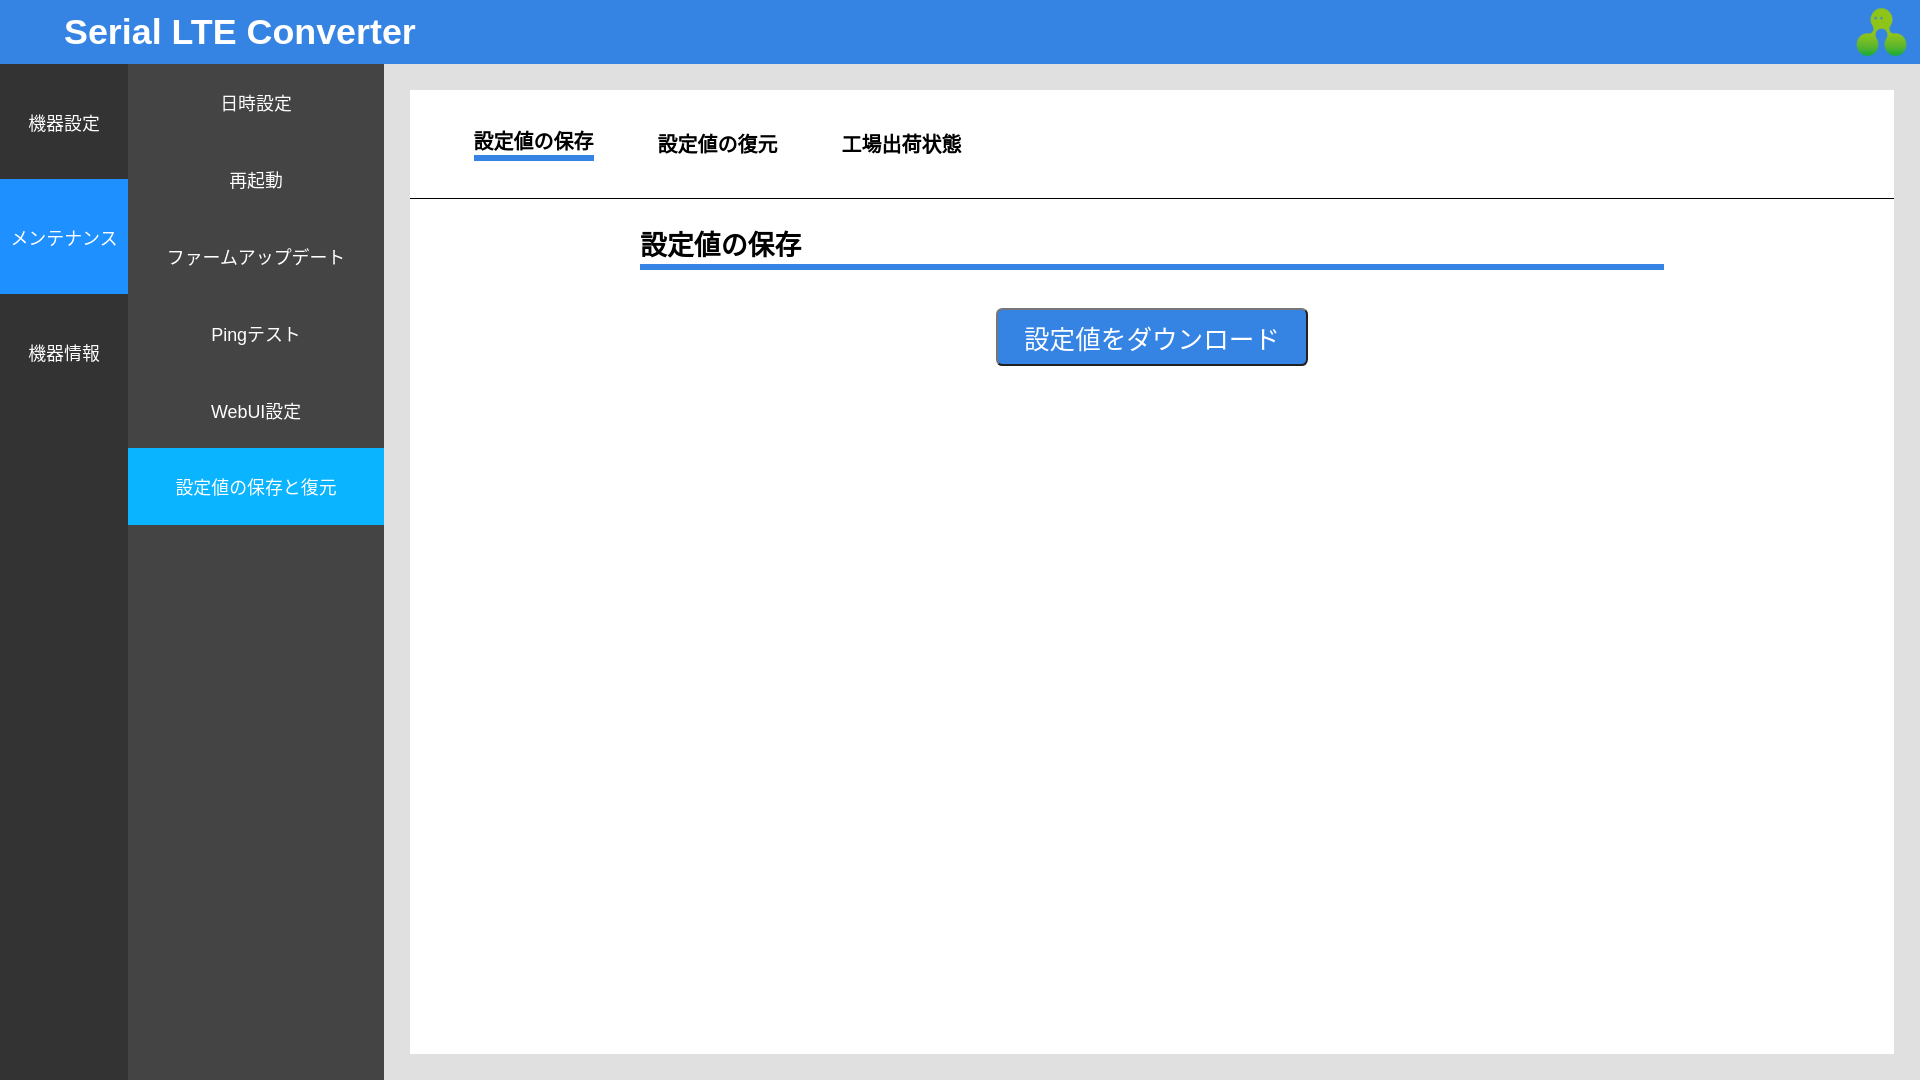 Serial LTE Converter
機器設定
メンテナンス
機器情報
日時設定
再起動
ファームアップデート
Pingテスト
WebUI設定
設定値の保存と復元
設定値の保存 設定値の復元 工場出荷状態
設定値の保存
設定値をダウンロード